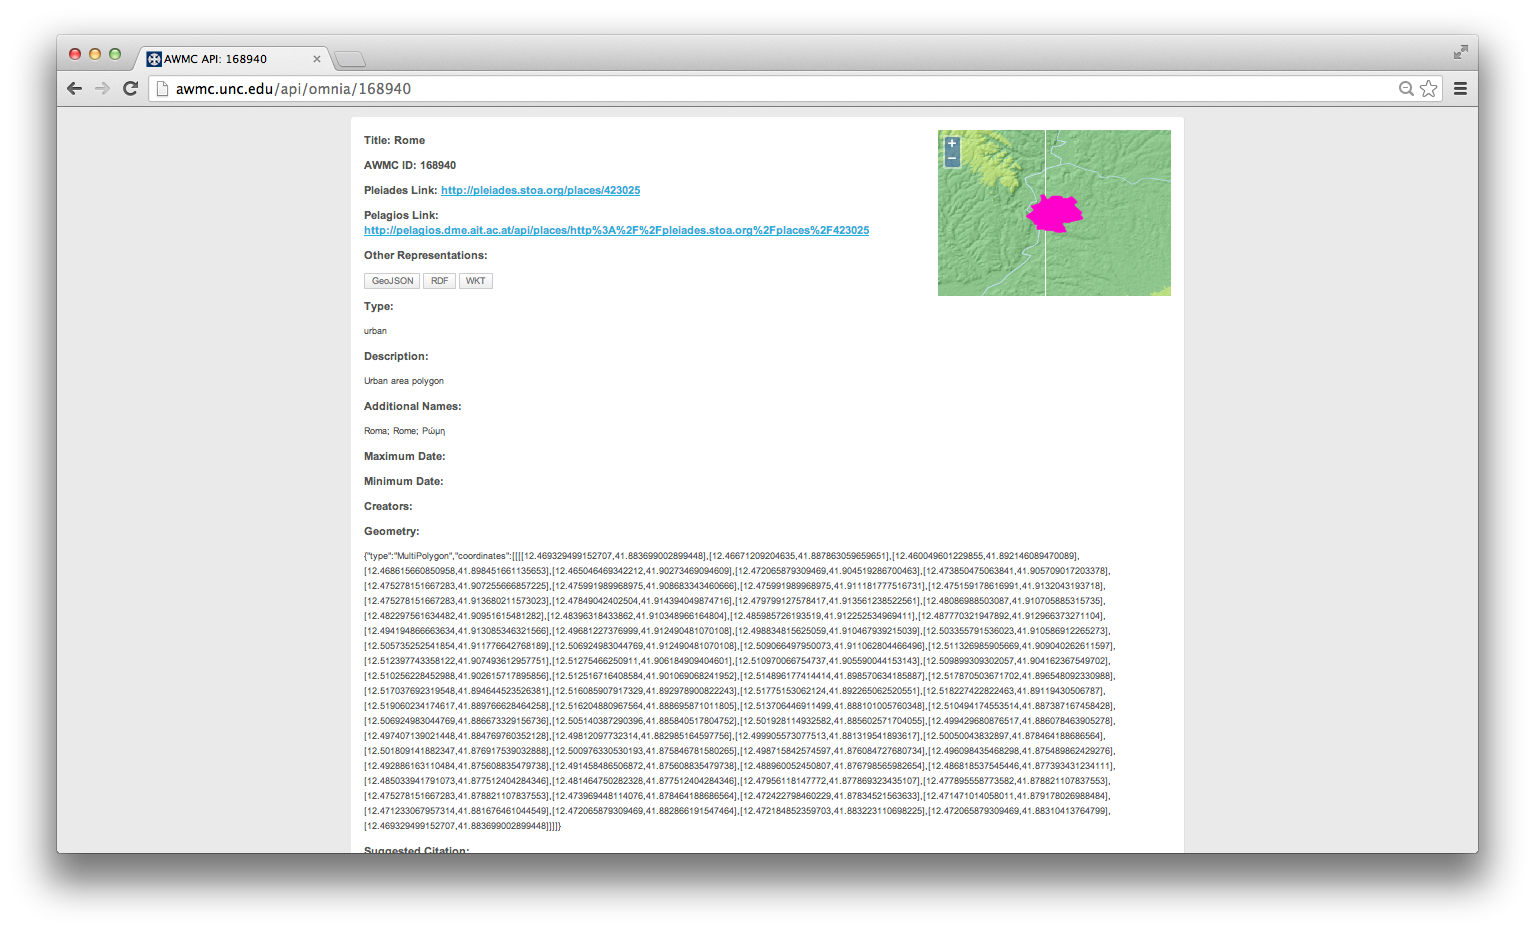 AWMC API: 168940
awmc.unc.edu/api/omnia/168940
Title: Rome
AWMC ID: 168940
Pleiades Link: http://pleiades.stoa.org/places/423025
Pelagios Link:
http://pelagios.dme.ait.ac.at/api/places/http%3A%2F%2Fpleiades.stoa.org%2Fplaces%2F423025
Other Representations:
GeoJSON RDF WKT
Type:
urban
Description:
Urban area polygon
Additional Names:
Roma; Rome; Ρώμη
Maximum Date:
Minimum Date:
Creators:
Geometry:
{"type":"MultiPolygon","coordinates":[[[[12.469329499152707,41.883699002899448],[12.46671209204635,41.887863059659651],[12.460049601229855,41.892146089470089],
[12.468615660850958,41.898451661135653],[12.465046469342212,41.90273469094609],[12.472065879309469,41.904519286700463],[12.473850475063841,41.905709017203378],
[12.475278151667283,41.907255666857225],[12.475991989968975,41.908683343460666],[12.475991989968975,41.911181777516731],[12.475159178616991,41.9132043193718],
[12.475278151667283,41.913680211573023],[12.47849042402504,41.914394049874716],[12.479799127578417,41.913561238522561],[12.48086988503087,41.910705885315735],
[12.482297561634482,41.90951615481282],[12.48396318433862,41.910348966164804],[12.485985726193519,41.912252534969411],[12.487770321947892,41.912966373271104],
[12.494194866663634,41.913085346321566],[12.49681227376999,41.912490481070108],[12.498834815625059,41.910467939215039],[12.503355791536023,41.910586912265273],
[12.505735252541854,41.911776642768189],[12.506924983044769,41.912490481070108],[12.509066497950073,41.911062804466496],[12.511326985905669,41.909040262611597],
[12.512397743358122,41.907493612957751],[12.51275466250911,41.906184909404601],[12.510970066754737,41.905590044153143],[12.509899309302057,41.904162367549702],
[12.510256228452988,41.902615717895856],[12.512516716408584,41.901069068241952],[12.514896177414414,41.898570634185887],[12.517870503671702,41.896548092330988],
[12.517037692319548,41.894644523526381],[12.516085907917329,41.892978900822243],[12.51775153062124,41.892265062520551],[12.518227422822463,41.89119430506787],
[12.519060234174617,41.889766628464258],[12.516204880967564,41.888695871011805],[12.513706446911499,41.888101005760348],[12.510494174553514,41.887387167458428],
[12.506924983044769,41.886673329156736],[12.505140387290396,41.885840517804752],[12.501928114932582,41.885602571704055],[12.499429680876517,41.886078463905278],
[12.497407139021448,41.884769760352128],[12.49812097732314,41.882985164597756],[12.499905573077513,41.881319541893617],[12.50050043832897,41.878464188686564],
[12.501809141882347,41.876917539032888],[12.500976330530193,41.875846781580265],[12.498715842574597,41.876084727680734],[12.496098435468298,41.875489862429276],
[12.492886163110484,41.875608835479738],[12.491458486506872,41.875608835479738],[12.488960052450807,41.876798565982654],[12.486818537545446,41.877393431234111],
[12.485033941791073,41.877512404284346],[12.481464750282328,41.877512404284346],[12.47956118147772,41.877869323435107],[12.477895558773582,41.878821107837553],
[12.475278151667283,41.878821107837553],[12.473969448114076,41.878464188686564],[12.472422798460229,41.87834521563633],[12.471471014058011,41.879178026988484],
[12.471233067957314,41.881676461044549],[12.472065879309469,41.882866191547464],[12.472184852359703,41.883223110698225],[12.472065879309469,41.88310413764799],
[12.469329499152707,41.883699002899448]]]]}
Suggested Citation: